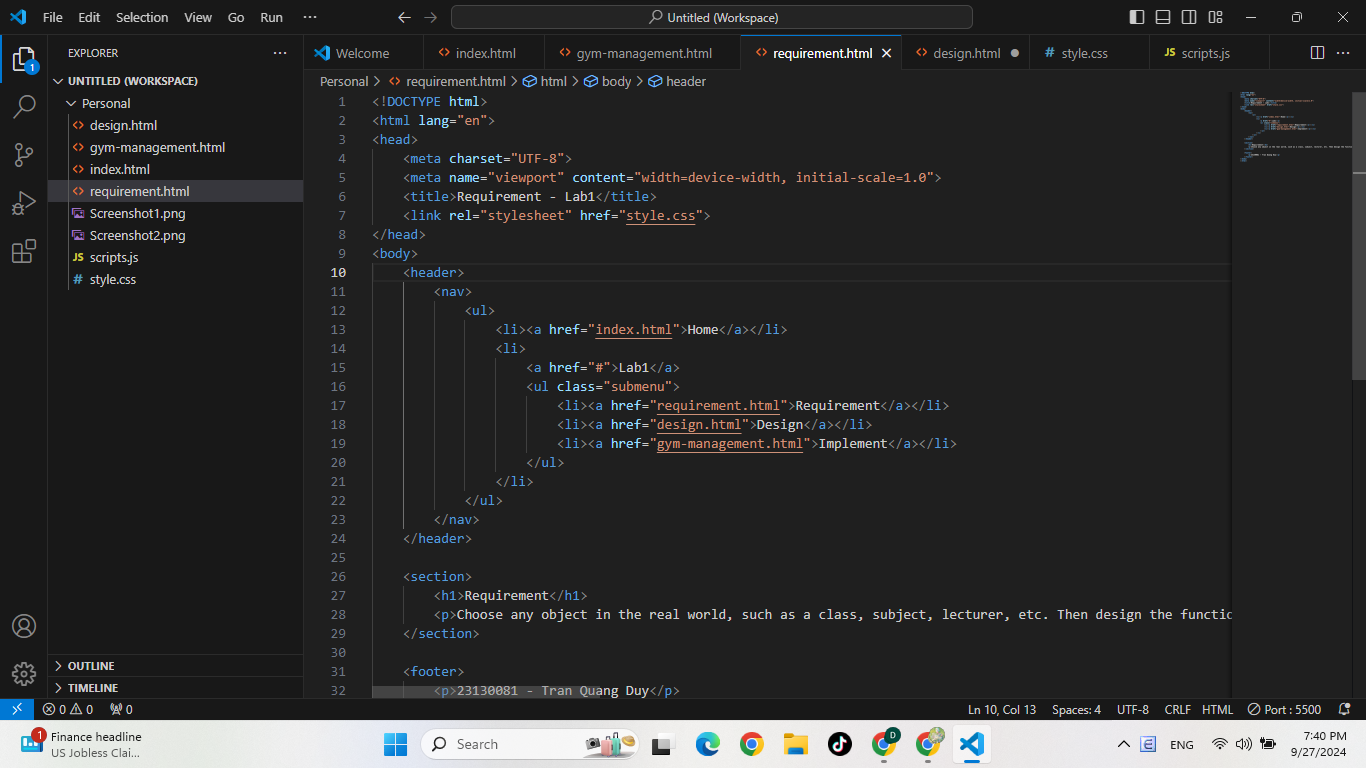 File Edit Selection View Go Run ··· Untitled (Workspace)
EXPLORER ···
UNTITLED (WORKSPACE)
Personal
design.html
gym-management.html
index.html
requirement.html
Screenshot1.png
Screenshot2.png
JS scripts.js
# style.css
OUTLINE
TIMELINE
1
Welcome <> index.html <> gym-management.html <> requirement.html <> design.html # style.css JS scripts.js ···
Personal > <> requirement.html > html > body > header
1 <!DOCTYPE html>
2 <html lang="en">
3 <head>
4 <meta charset="UTF-8">
5 <meta name="viewport" content="width=device-width, initial-scale=1.0">
6 <title>Requirement - Lab1</title>
7 <link rel="stylesheet" href="style.css">
8 </head>
9 <body>
10 <header>
11 <nav>
12 <ul>
13 <li><a href="index.html">Home</a></li>
14 <li>
15 <a href="#">Lab1</a>
16 <ul class="submenu">
17 <li><a href="requirement.html">Requirement</a></li>
18 <li><a href="design.html">Design</a></li>
19 <li><a href="gym-management.html">Implement</a></li>
20 </ul>
21 </li>
22 </ul>
23 </nav>
24 </header>
25
26 <section>
27 <h1>Requirement</h1>
28 <p>Choose any object in the real world, such as a class, subject, lecturer, etc. Then design the functio
29 </section>
30
31 <footer>
32 <p>23130081 - Tran Quang Duy</p>
0 0 0 Ln 10, Col 13 Spaces: 4 UTF-8 CRLF HTML Port : 5500
1 Finance headline
US Jobless Clai...
Search
D
ENG
7:40 PM
9/27/2024